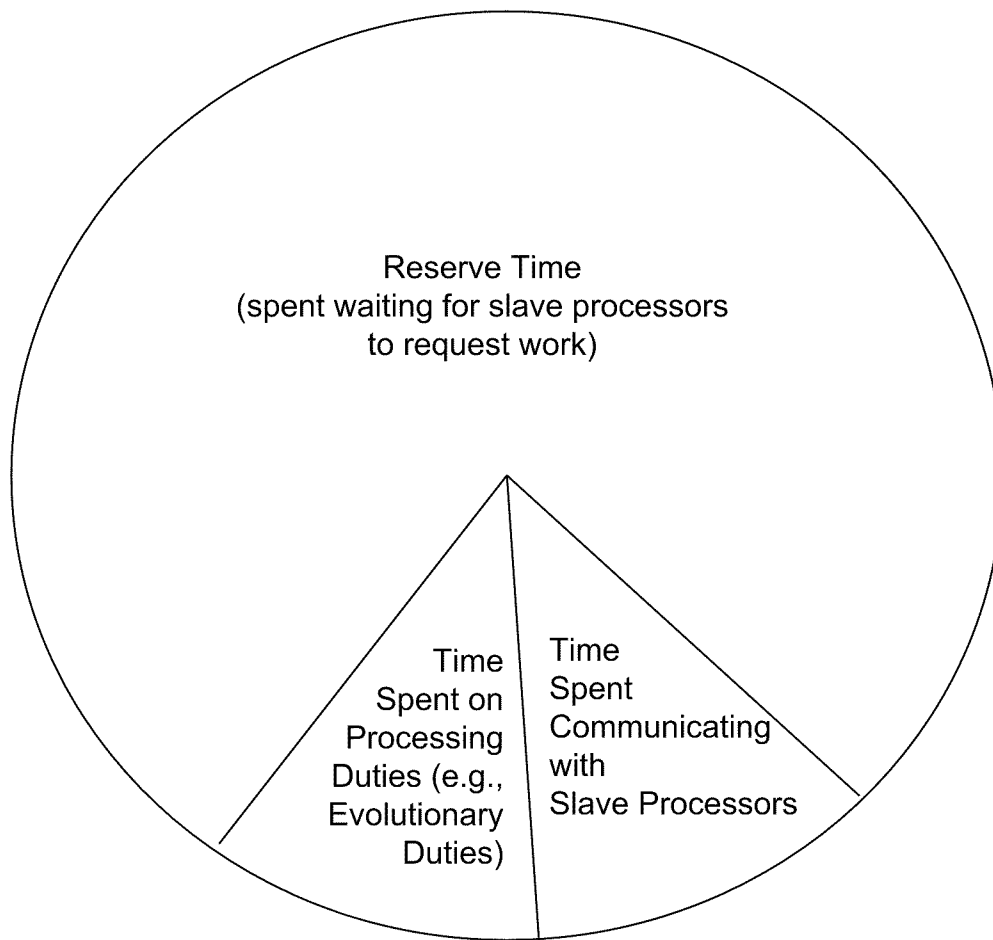 Reserve Time
(spent waiting for slave processors
to request work)
Time
Spent on
Processing
Duties (e.g.,
Evolutionary
Duties)
Time
Spent
Communicating
with
Slave Processors